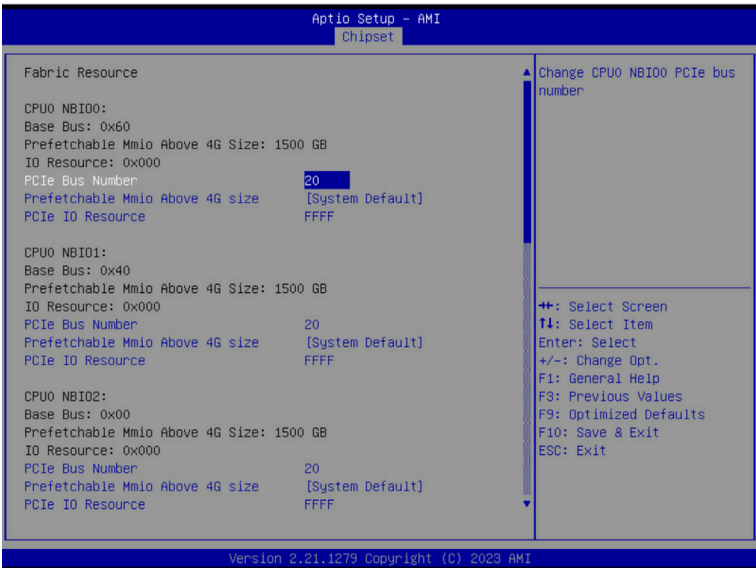 Aptio Setup - AMI
Chipset
Fabric Resource
CPU0 NBIO0:
Base Bus: 0x60
Prefetchable Mmio Above 4G Size: 1500 GB
IO Resource: 0x000
PCIe Bus Number 20
Prefetchable Mmio Above 4G size [System Default]
PCIe IO Resource FFFF
CPU0 NBIO1:
Base Bus: 0x40
Prefetchable Mmio Above 4G Size: 1500 GB
IO Resource: 0x000
PCIe Bus Number 20
Prefetchable Mmio Above 4G size [System Default]
PCIe IO Resource FFFF
CPU0 NBIO2:
Base Bus: 0x00
Prefetchable Mmio Above 4G Size: 1500 GB
IO Resource: 0x000
PCIe Bus Number 20
Prefetchable Mmio Above 4G size [System Default]
PCIe IO Resource FFFF
Change CPU0 NBIO0 PCIe bus
number
→←: Select Screen
↑↓: Select Item
Enter: Select
+/-: Change Opt.
F1: General Help
F3: Previous Values
F9: Optimized Defaults
F10: Save & Exit
ESC: Exit
Version 2.21.1279 Copyright (C) 2023 AMI